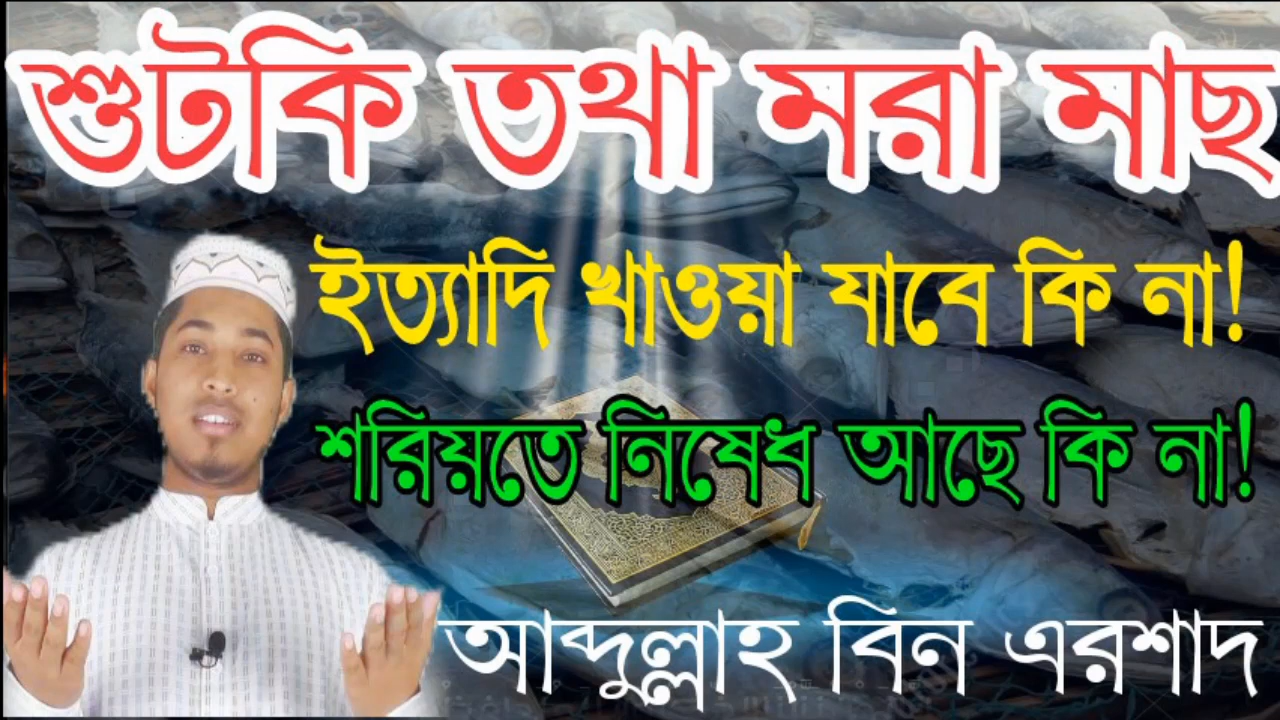 শুটকি তথা মরা মাছ
ইত্যাদি খাওয়া যাবে কি না!
শরিয়তে নিষেধ আছে কি না!
আব্দুল্লাহ বিন এরশাদ